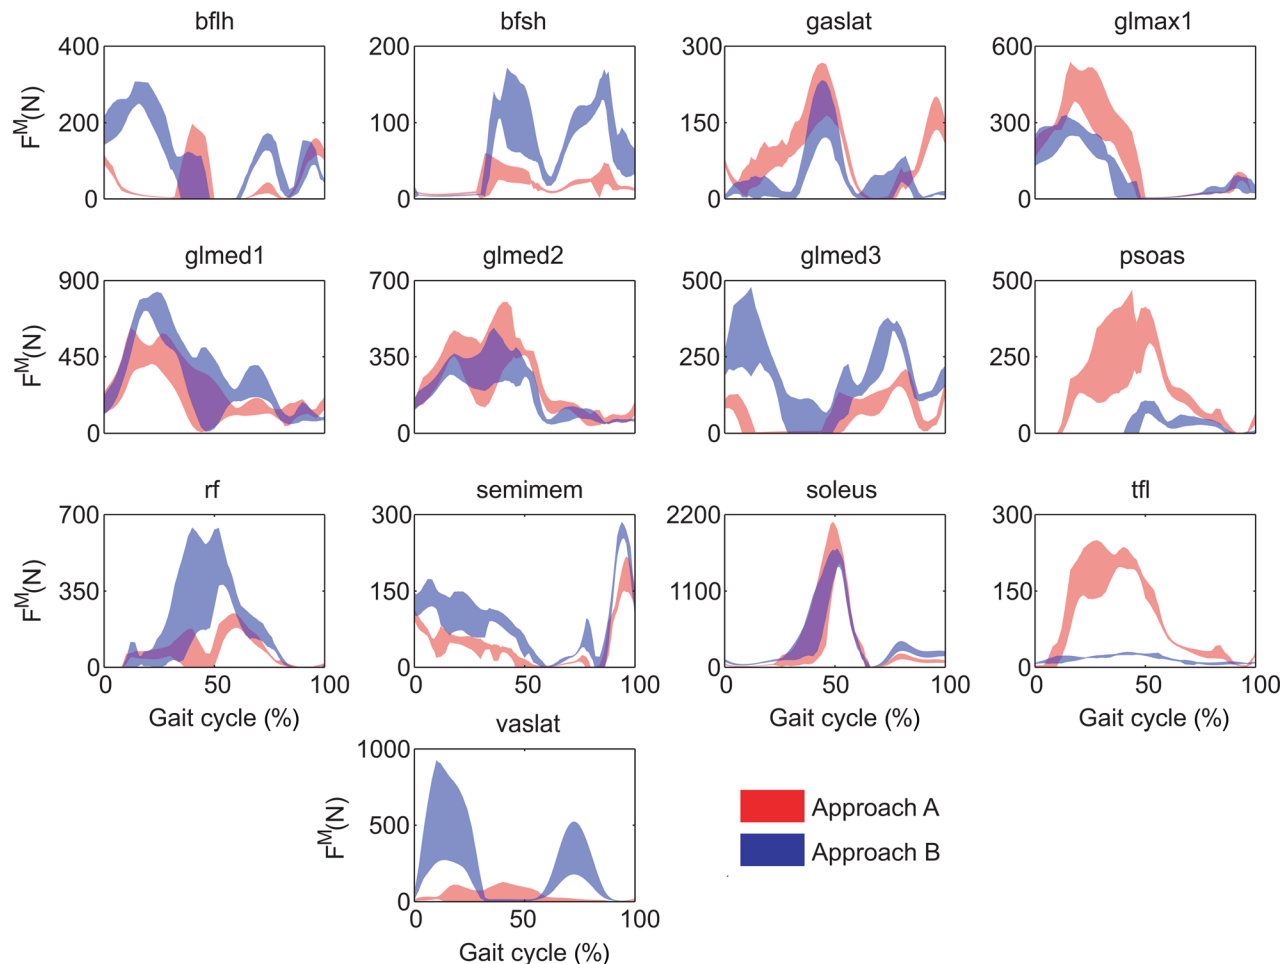 bflh bfsh gaslat glmax1
400 200 300 600
F^M(N)
200 100 150 300
0 0 0 0
glmed1 glmed2 glmed3 psoas
900 700 500 500
F^M(N)
450 350 250 250
0 0 0 0
rf semimem soleus tfl
700 300 2200 300
F^M(N)
350 150 1100 150
0 0 0 0
0 50 100 0 50 100 0 50 100
Gait cycle (%) Gait cycle (%) Gait cycle (%)
vaslat
1000
F^M(N)
500
0
0 50 100
Gait cycle (%)
Approach A
Approach B